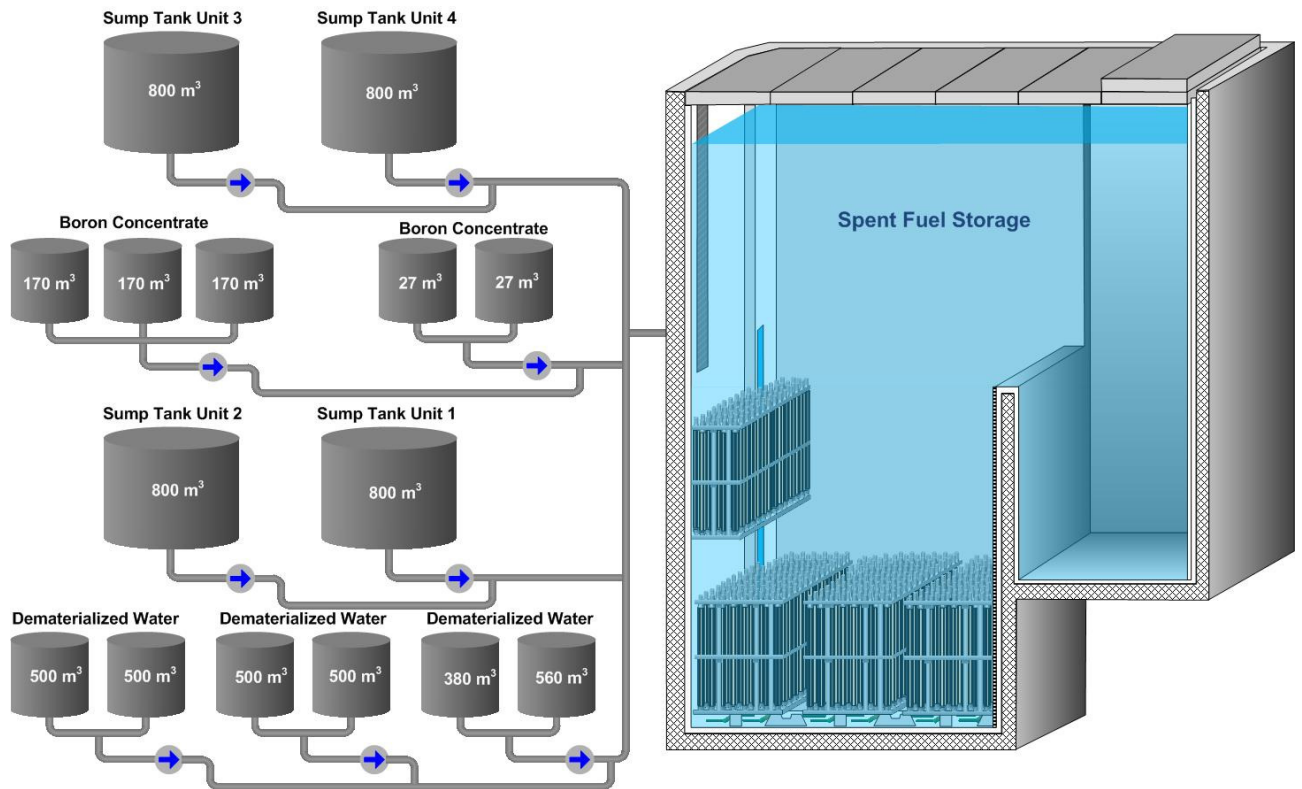 Sump Tank Unit 3
Sump Tank Unit 4
800 m³
800 m³
Boron Concentrate
Boron Concentrate
170 m³
170 m³
170 m³
27 m³
27 m³
Sump Tank Unit 2
Sump Tank Unit 1
800 m³
800 m³
Dematerialized Water
Dematerialized Water
Dematerialized Water
500 m³
500 m³
500 m³
500 m³
380 m³
560 m³
Spent Fuel Storage